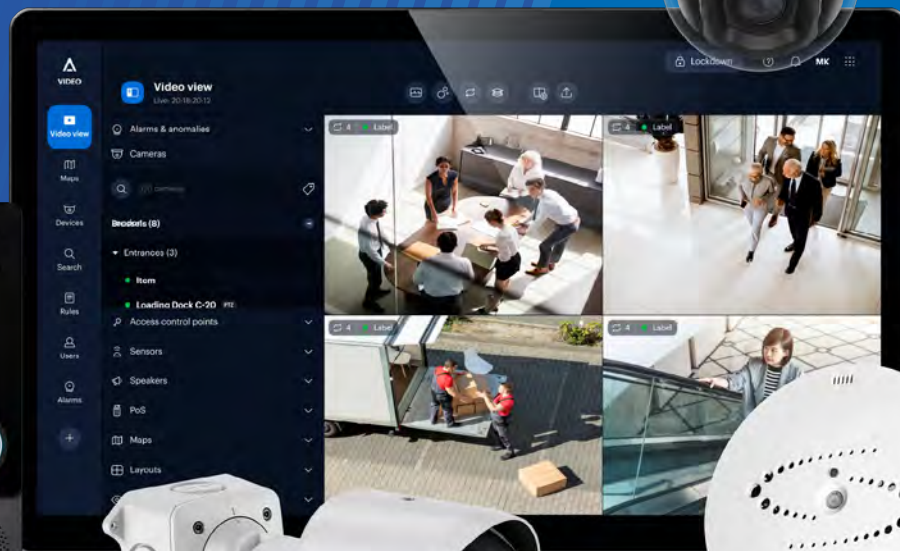 VIDEO
Video view
Maps
Devices
Search
Rules
Users
Alarms
Video view
Live: 20:18:20:12
Alarms & anomalies
Cameras
cameras
(8)
Entrances (3)
Item
Loading Dock C-20 PTZ
Access control points
Sensors
Speakers
PoS
Maps
Layouts
Lockdown
MK
4 Label
4 Label
4 Label
4 Label